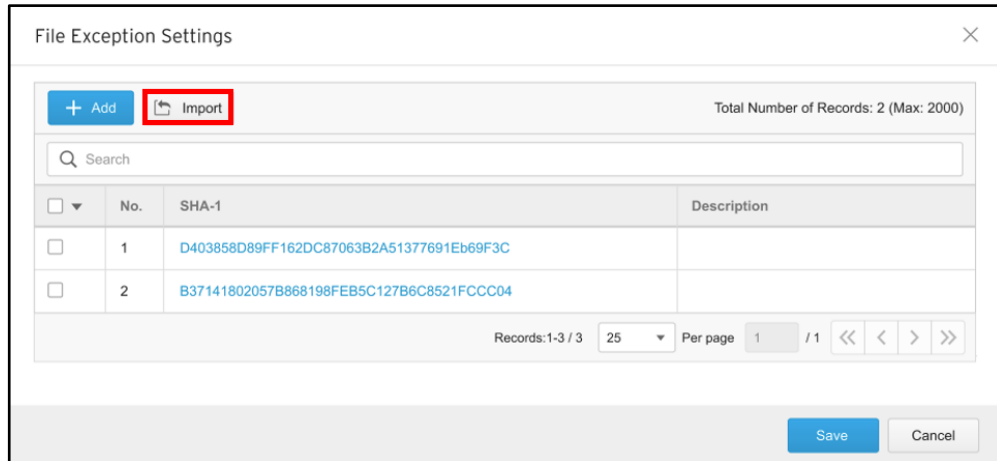 File Exception Settings
+ Add Import Total Number of Records: 2 (Max: 2000)
Search
No. SHA-1 Description
1 D403858D89FF162DC87063B2A51377691Eb69F3C
2 B37141802057B868198FEB5C127B6C8521FCCC04
Records:1-3 / 3 25 Per page 1 / 1
Save Cancel